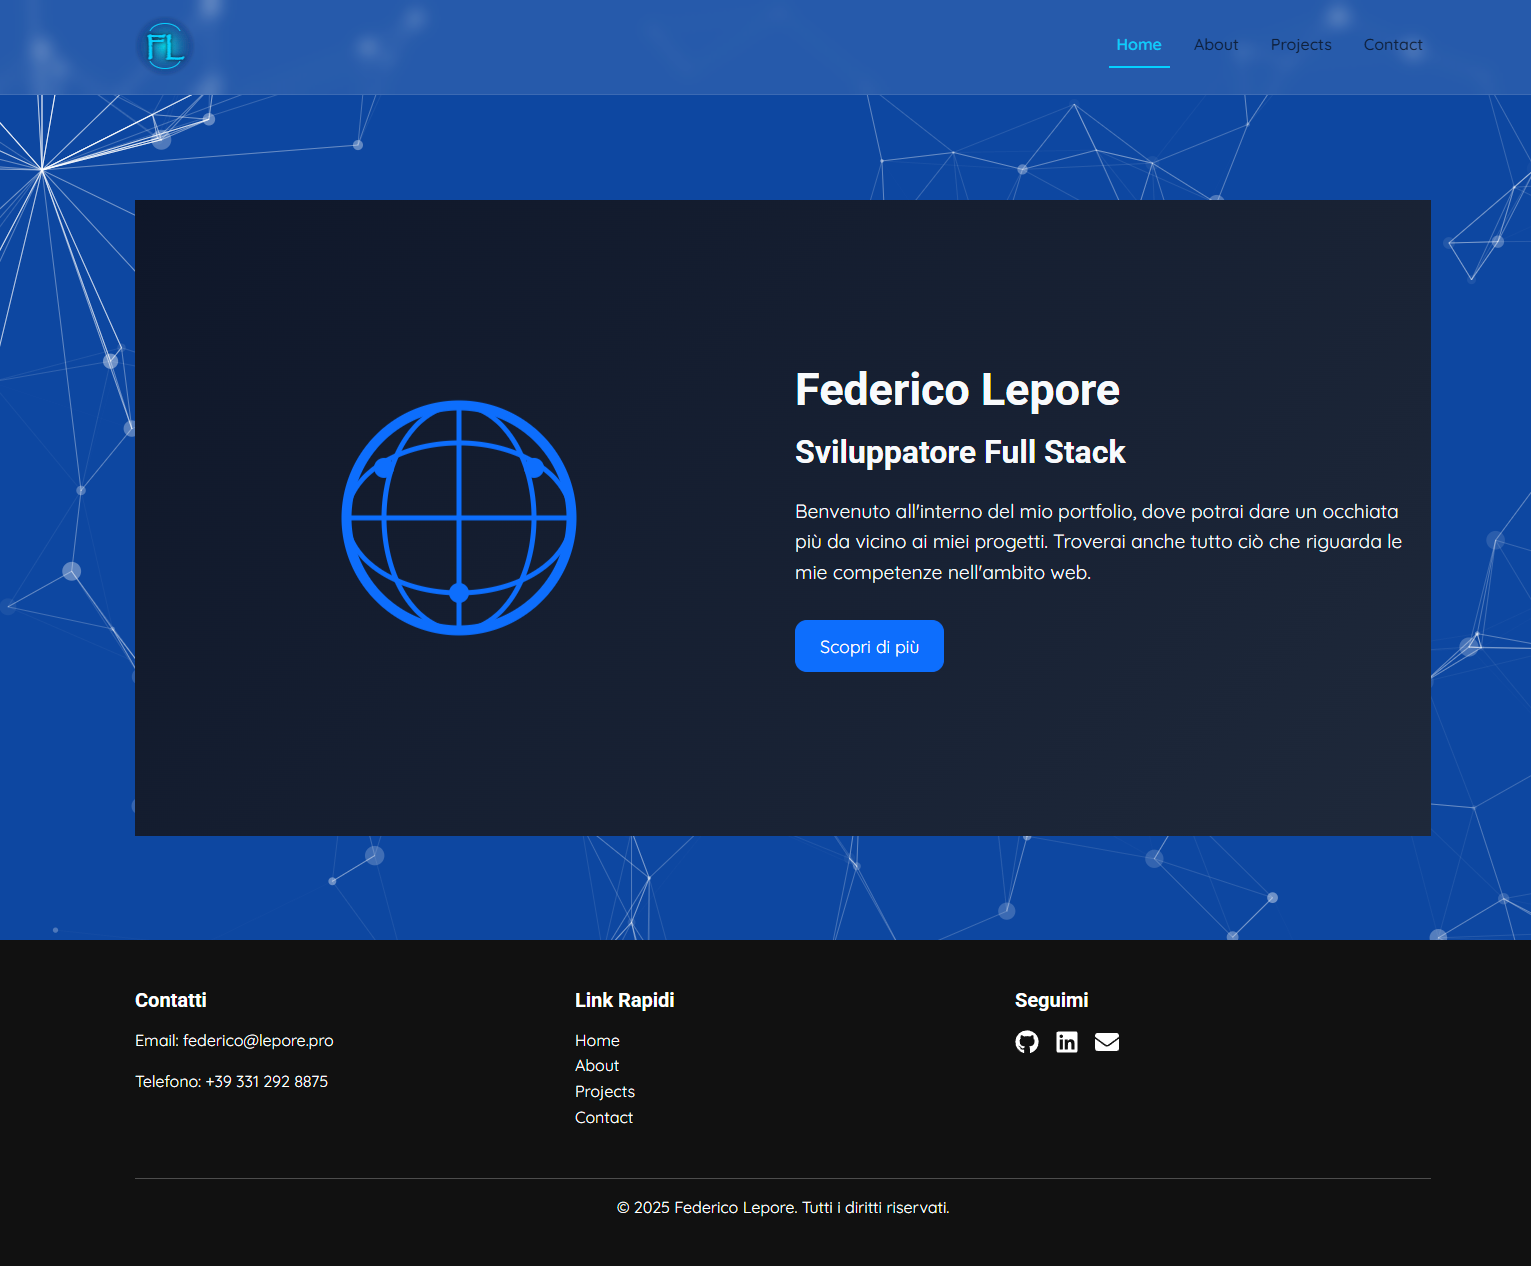 FL
Home About Projects Contact
Federico Lepore
Sviluppatore Full Stack
Benvenuto all'interno del mio portfolio, dove potrai dare un occhiata
più da vicino ai miei progetti. Troverai anche tutto ciò che riguarda le
mie competenze nell'ambito web.
Scopri di più
Contatti
Email: federico@lepore.pro
Telefono: +39 331 292 8875
Link Rapidi
Home
About
Projects
Contact
Seguimi
© 2025 Federico Lepore. Tutti i diritti riservati.